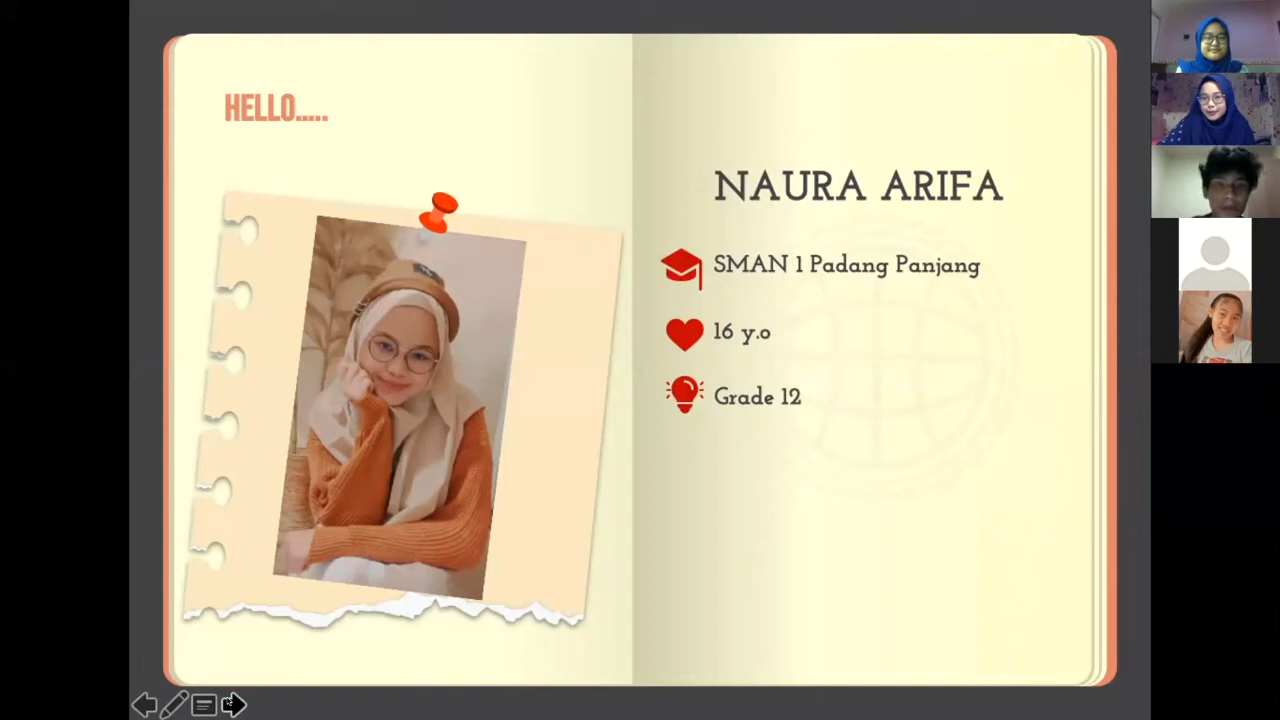 HELLO.....
NAURA ARIFA
SMAN 1 Padang Panjang
16 y.o
Grade 12